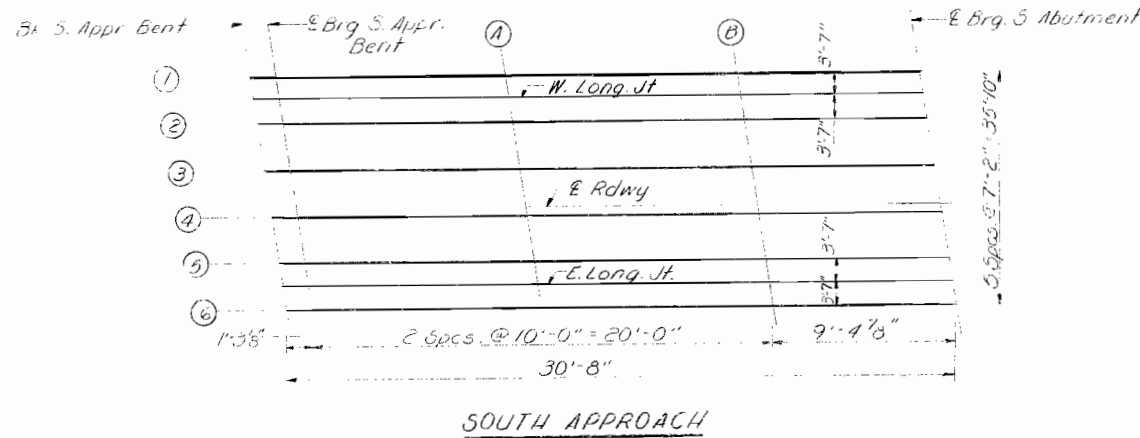 Bk S. Appr Bent
℄ Brg S. Appr.
Bent
A
B
℄ Brg. S Abutment
1
W. Long. Jt
3'-7"
2
3'-7"
3
℄ Rdwy
4
5 Spcs @ 7'-2" = 35'-10"
3'-7"
5
E. Long. Jt.
3'-7"
6
1'-3⅛"
2 Spcs. @ 10'-0" = 20'-0"
9'-4⅞"
30'-8"
SOUTH APPROACH